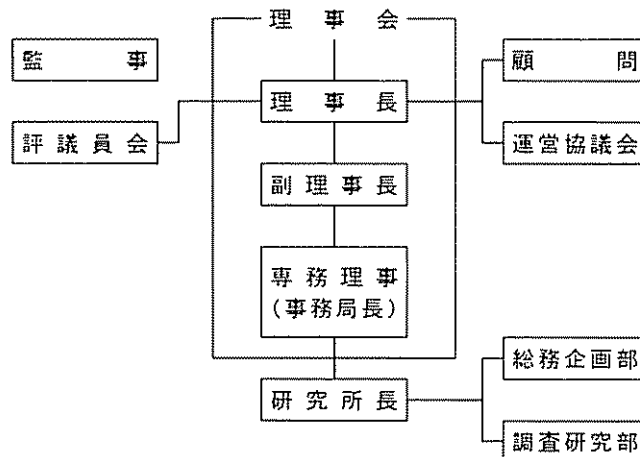 理事会
監事
顧問
理事長
評議員会
運営協議会
副理事長
専務理事
(事務局長)
総務企画部
研究所長
調査研究部